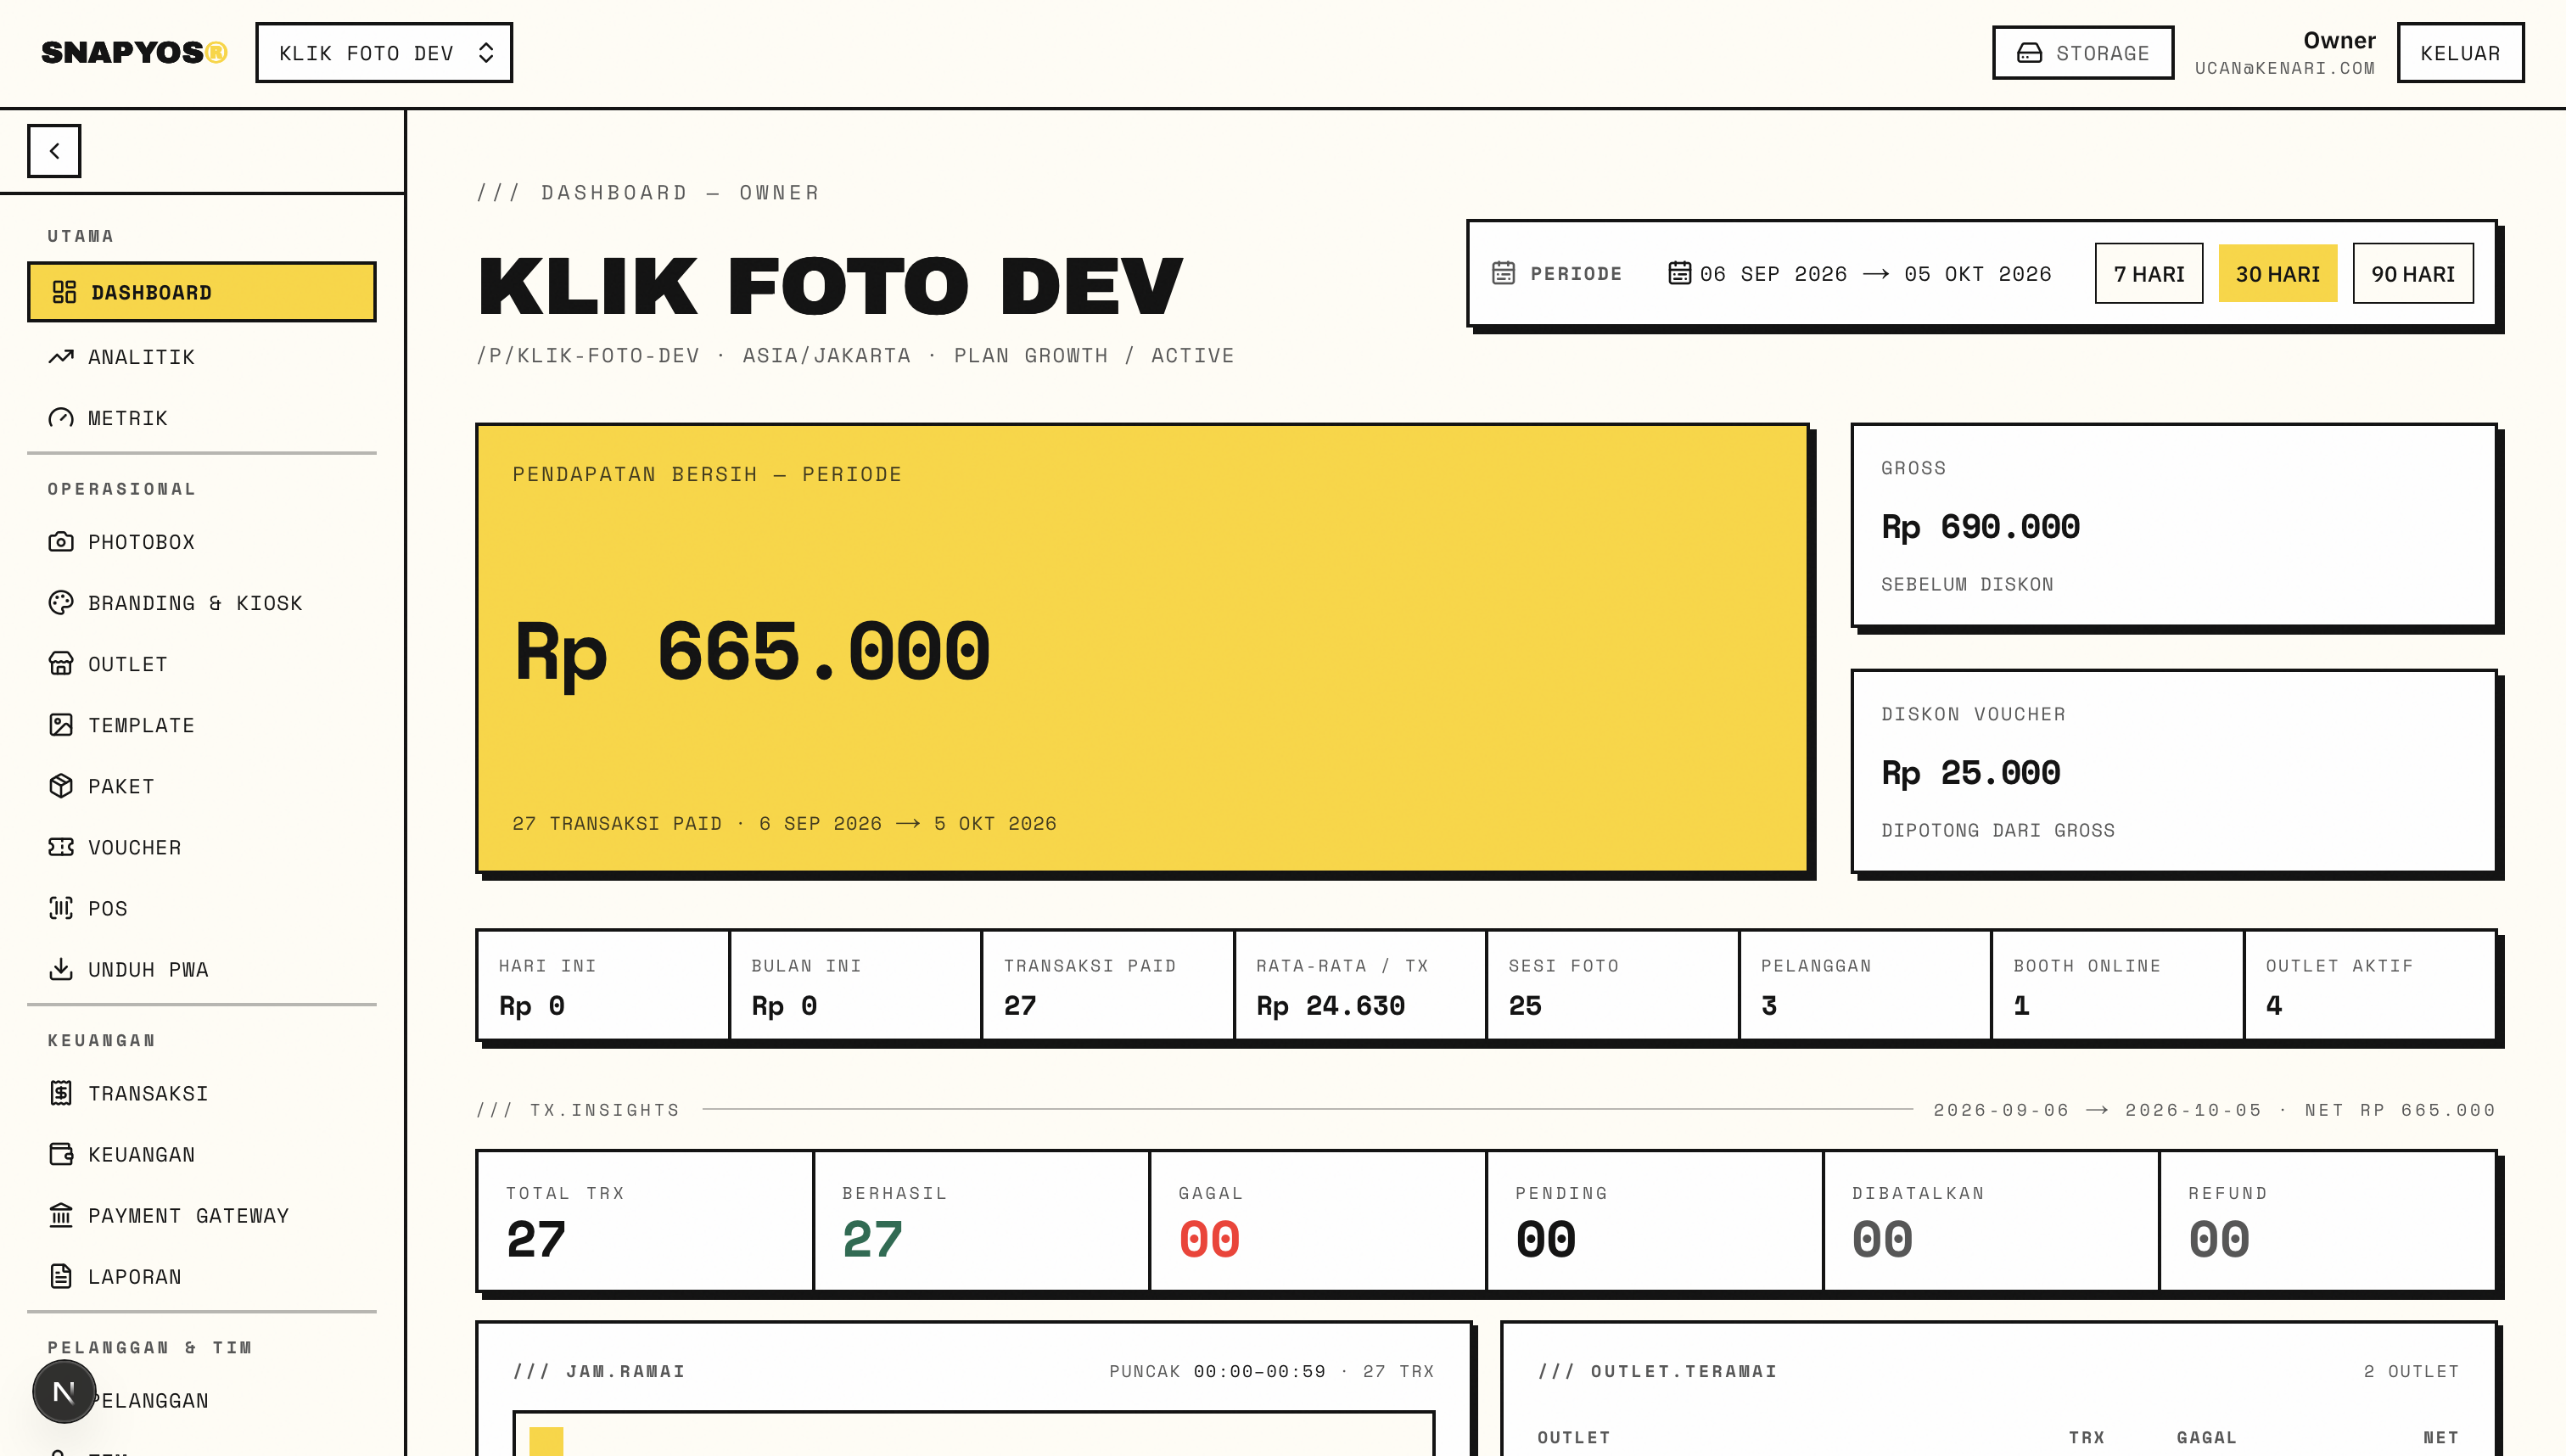 SNAPYOS®
KLIK FOTO DEV
STORAGE
Owner
UCAN@KENARI.COM
KELUAR
UTAMA
DASHBOARD
ANALITIK
METRIK
OPERASIONAL
PHOTOBOX
BRANDING & KIOSK
OUTLET
TEMPLATE
PAKET
VOUCHER
POS
UNDUH PWA
KEUANGAN
TRANSAKSI
KEUANGAN
PAYMENT GATEWAY
LAPORAN
PELANGGAN & TIM
N
PELANGGAN
/// DASHBOARD — OWNER
KLIK FOTO DEV
/P/KLIK-FOTO-DEV · ASIA/JAKARTA · PLAN GROWTH / ACTIVE
PERIODE
06 SEP 2026 → 05 OKT 2026
7 HARI
30 HARI
90 HARI
PENDAPATAN BERSIH — PERIODE
Rp 665.000
27 TRANSAKSI PAID · 6 SEP 2026 → 5 OKT 2026
GROSS
Rp 690.000
SEBELUM DISKON
DISKON VOUCHER
Rp 25.000
DIPOTONG DARI GROSS
HARI INI
Rp 0
BULAN INI
Rp 0
TRANSAKSI PAID
27
RATA-RATA / TX
Rp 24.630
SESI FOTO
25
PELANGGAN
3
BOOTH ONLINE
1
OUTLET AKTIF
4
/// TX.INSIGHTS
2026-09-06 → 2026-10-05 · NET RP 665.000
TOTAL TRX
27
BERHASIL
27
GAGAL
00
PENDING
00
DIBATALKAN
00
REFUND
00
/// JAM.RAMAI
PUNCAK 00:00–00:59 · 27 TRX
/// OUTLET.TERAMAI
2 OUTLET
OUTLET TRX GAGAL NET